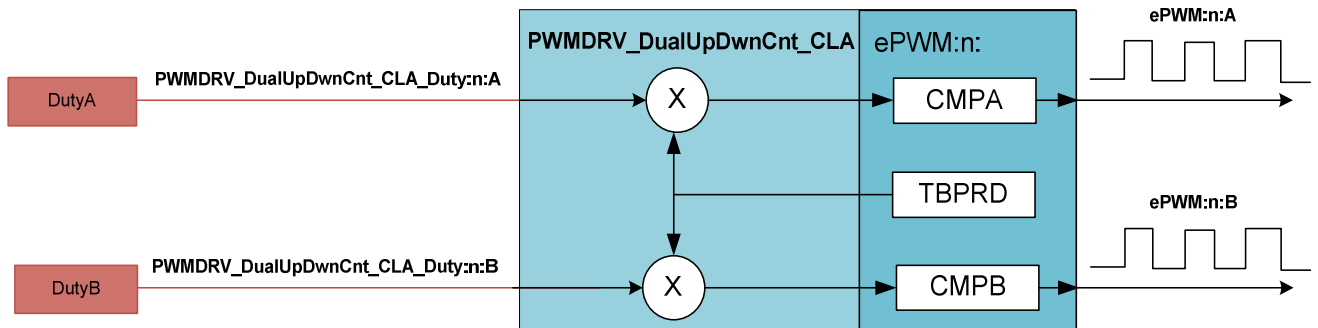 ePWM:n:A
PWMDRV_DualUpDwnCnt_CLA
ePWM:n:
PWMDRV_DualUpDwnCnt_CLA_Duty:n:A
DutyA
X
CMPA
TBPRD
ePWM:n:B
PWMDRV_DualUpDwnCnt_CLA_Duty:n:B
DutyB
X
CMPB